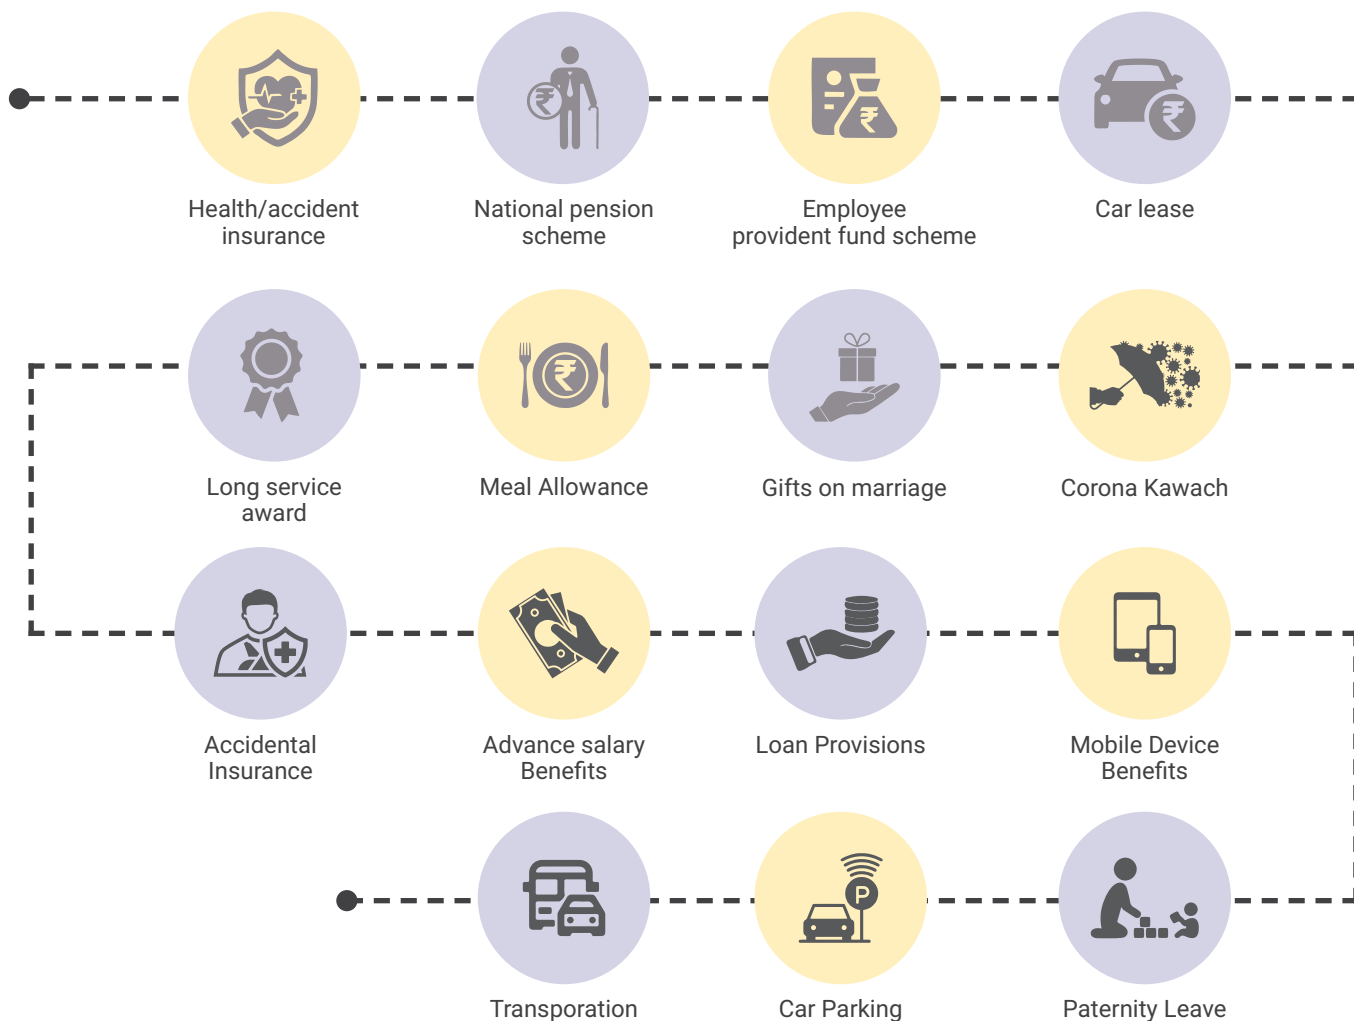 Health/accident
insurance
National pension
scheme
Employee
provident fund scheme
Car lease
Long service
award
Meal Allowance
Gifts on marriage
Corona Kawach
Accidental
Insurance
Advance salary
Benefits
Loan Provisions
Mobile Device
Benefits
P
Transporation
Car Parking
Paternity Leave